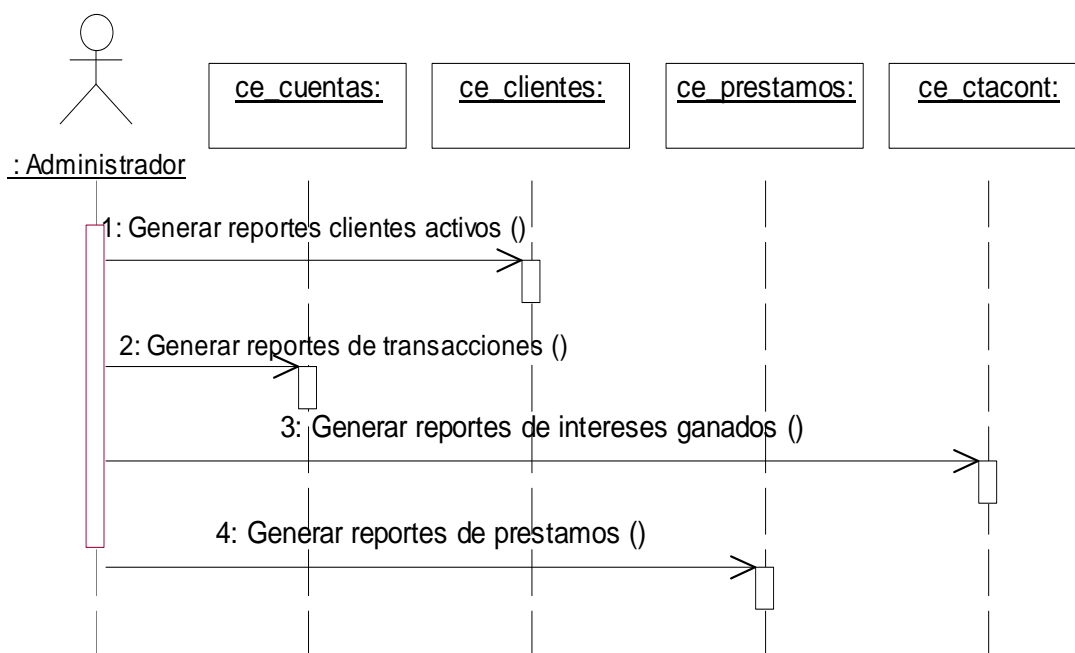 ce_cuentas:
ce_clientes:
ce_prestamos:
ce_ctacont:
: Administrador
1: Generar reportes clientes activos ()
2: Generar reportes de transacciones ()
3: Generar reportes de intereses ganados ()
4: Generar reportes de prestamos ()